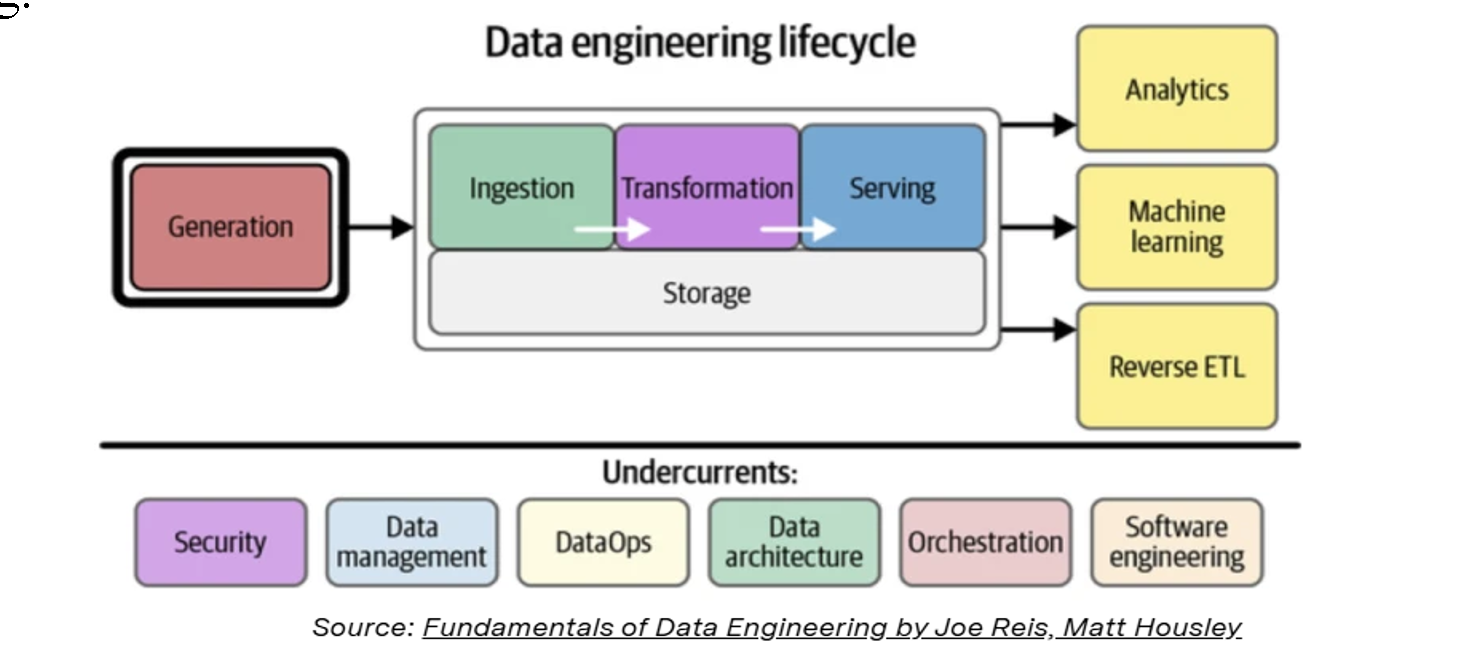 g.
Data engineering lifecycle
Generation
Ingestion
Transformation
Serving
Storage
Analytics
Machine
learning
Reverse ETL
Undercurrents:
Security
Data
management
DataOps
Data
architecture
Orchestration
Software
engineering
Source: Fundamentals of Data Engineering by Joe Reis, Matt Housley